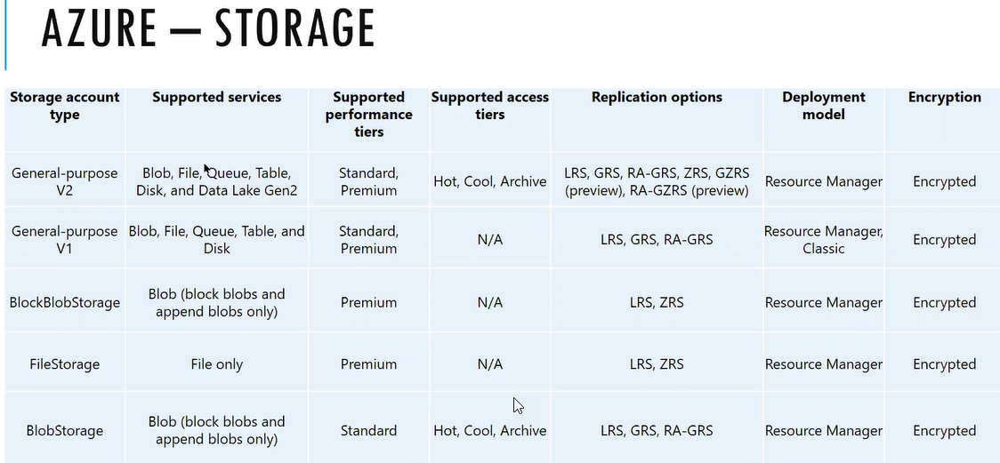 AZURE — STORAGE
Storage account
type
Supported services
Supported
performance
tiers
Supported access
tiers
Replication options
Deployment
model
Encryption
General-purpose
V2
Blob, File, Queue, Table,
Disk, and Data Lake Gen2
Standard,
Premium
Hot, Cool, Archive
LRS, GRS, RA-GRS, ZRS, GZRS
(preview), RA-GZRS (preview)
Resource Manager
Encrypted
General-purpose
V1
Blob, File, Queue, Table, and
Disk
Standard,
Premium
N/A
LRS, GRS, RA-GRS
Resource Manager,
Classic
Encrypted
BlockBlobStorage
Blob (block blobs and
append blobs only)
Premium
N/A
LRS, ZRS
Resource Manager
Encrypted
FileStorage
File only
Premium
N/A
LRS, ZRS
Resource Manager
Encrypted
BlobStorage
Blob (block blobs and
append blobs only)
Standard
Hot, Cool, Archive
LRS, GRS, RA-GRS
Resource Manager
Encrypted